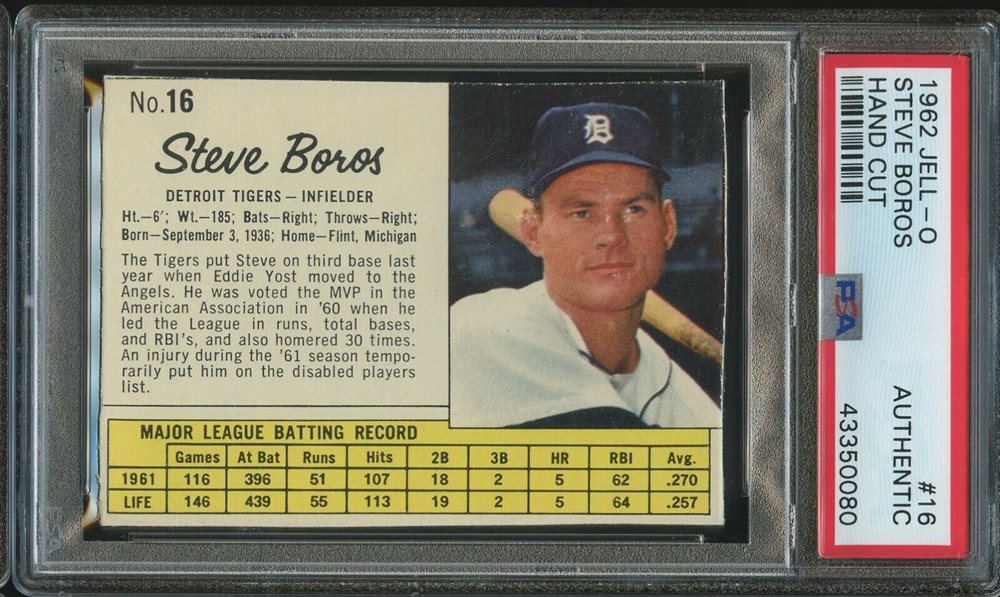 No.16
Steve Boros
DETROIT TIGERS – INFIELDER
Ht.–6'; Wt.–185; Bats–Right; Throws–Right;
Born–September 3, 1936; Home–Flint, Michigan
The Tigers put Steve on third base last
year when Eddie Yost moved to the
Angels. He was voted the MVP in the
American Association in '60 when he
led the League in runs, total bases,
and RBI's, and also homered 30 times.
An injury during the '61 season tempo-
rarily put him on the disabled players
list.
MAJOR LEAGUE BATTING RECORD
Games At Bat Runs Hits 2B 3B HR RBI Avg.
1961 116 396 51 107 18 2 5 62 .270
LIFE 146 439 55 113 19 2 5 64 .257
D
1962 JELL-O
STEVE BOROS
HAND CUT
PSA
#16
AUTHENTIC
43350080